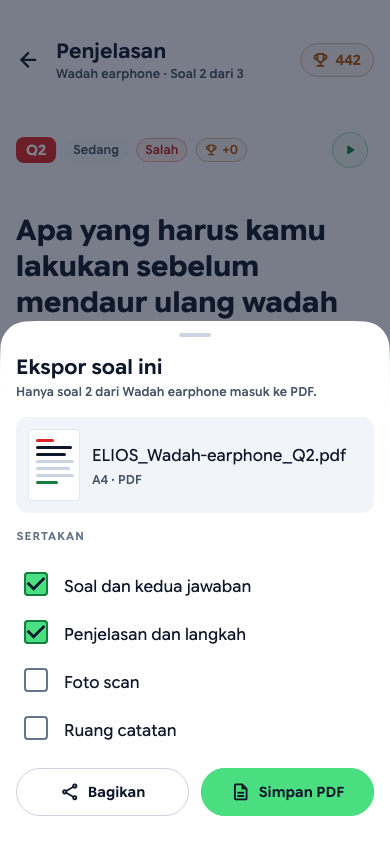 Penjelasan
Wadah earphone · Soal 2 dari 3
442
Q2
Sedang
Salah
+0
Apa yang harus kamu
lakukan sebelum
mendaur ulang wadah
Ekspor soal ini
Hanya soal 2 dari Wadah earphone masuk ke PDF.
ELIOS_Wadah-earphone_Q2.pdf
A4 · PDF
SERTAKAN
Soal dan kedua jawaban
Penjelasan dan langkah
Foto scan
Ruang catatan
Bagikan
Simpan PDF